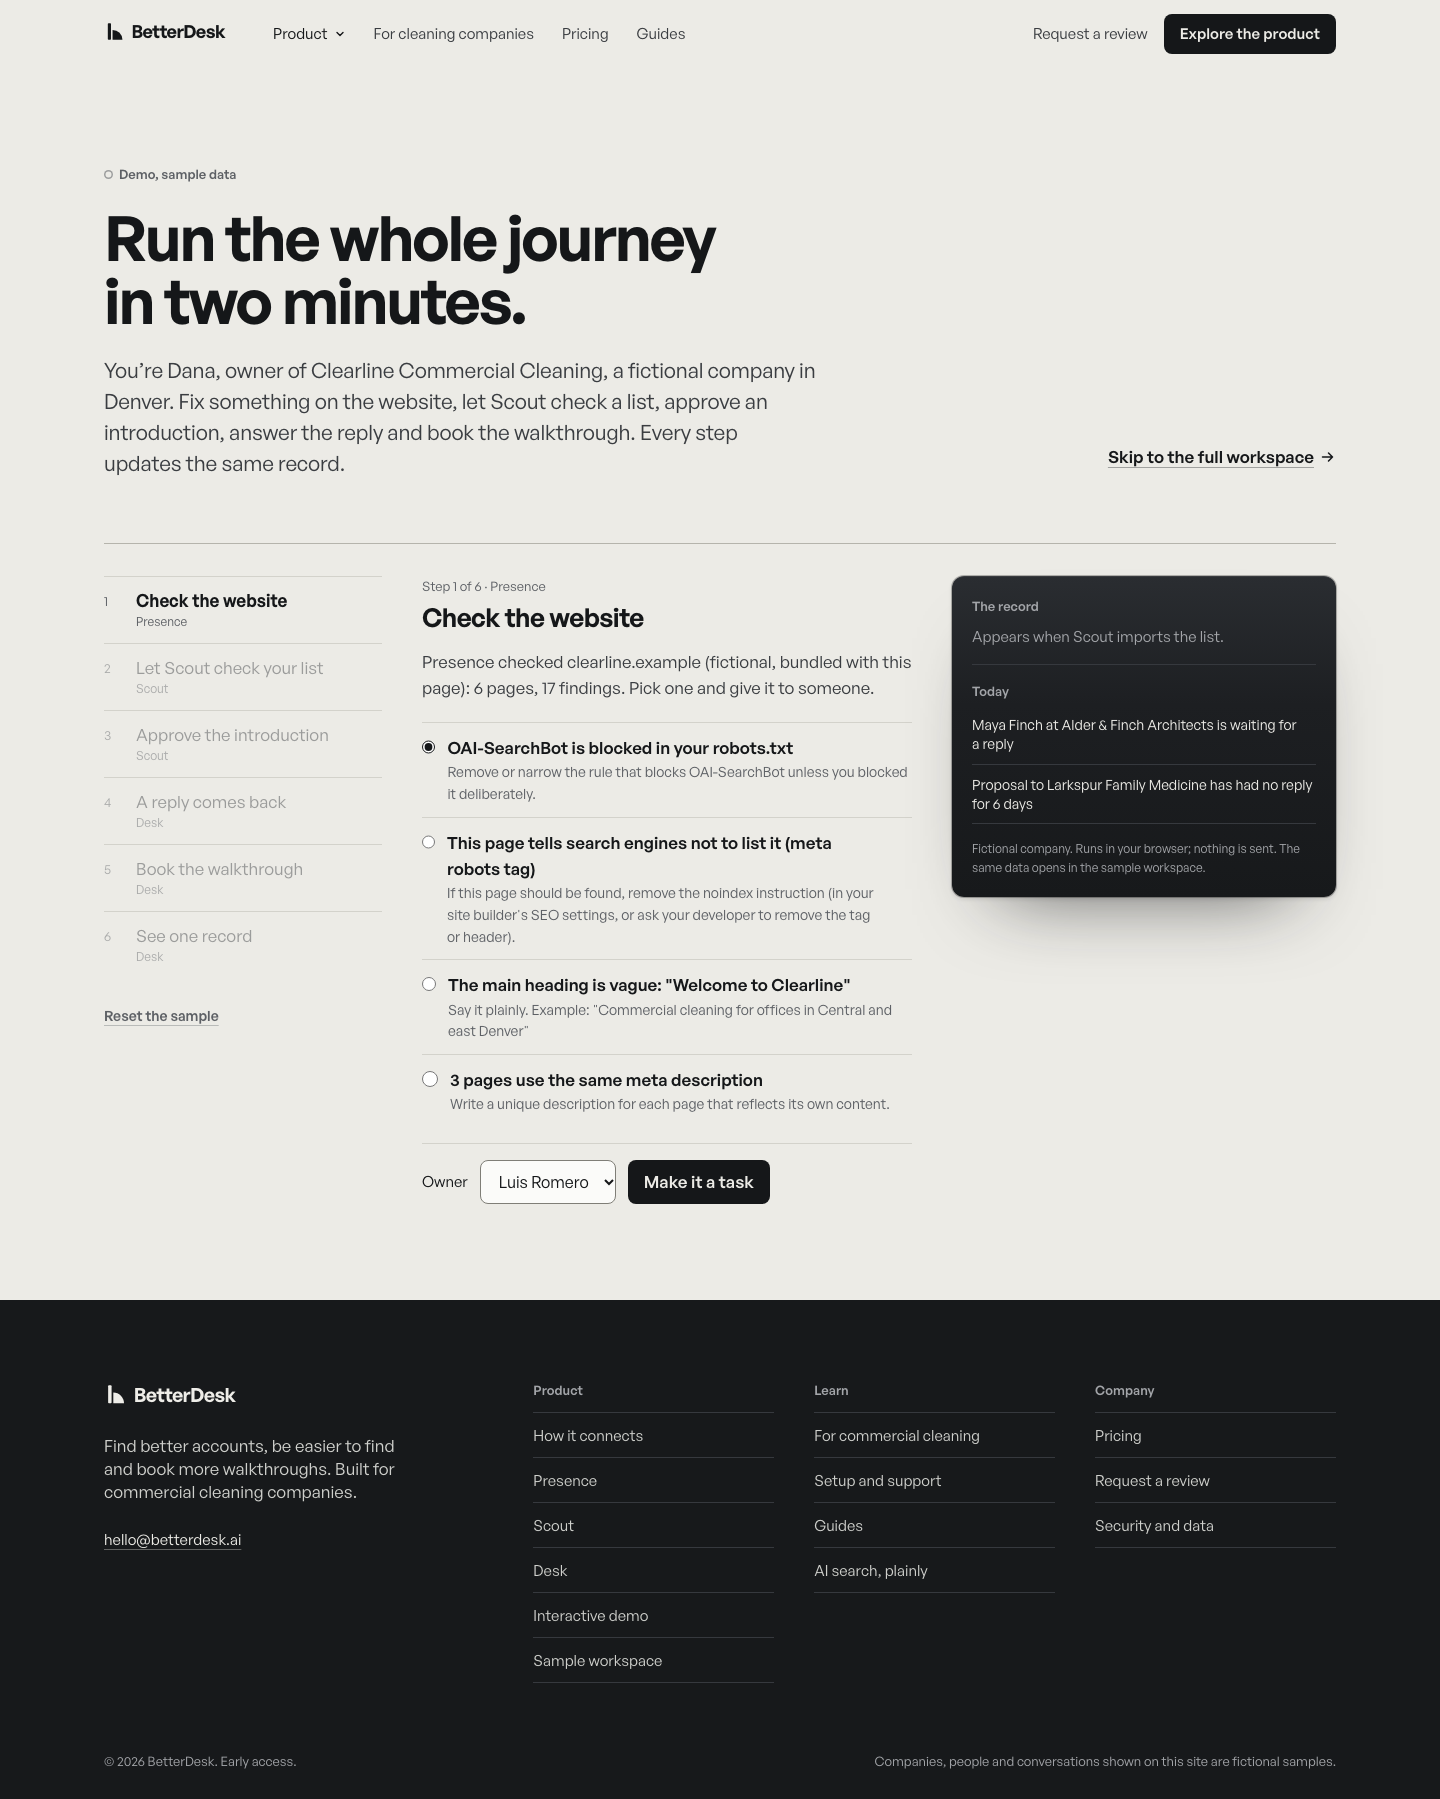 BetterDesk
Product
For cleaning companies
Pricing
Guides
Request a review
Explore the product
Demo, sample data
Run the whole journey
in two minutes.
You’re Dana, owner of Clearline Commercial Cleaning, a fictional company in
Denver. Fix something on the website, let Scout check a list, approve an
introduction, answer the reply and book the walkthrough. Every step
updates the same record.
Skip to the full workspace →
1 Check the website
Presence
2 Let Scout check your list
Scout
3 Approve the introduction
Scout
4 A reply comes back
Desk
5 Book the walkthrough
Desk
6 See one record
Desk
Reset the sample
Step 1 of 6 · Presence
Check the website
Presence checked clearline.example (fictional, bundled with this
page): 6 pages, 17 findings. Pick one and give it to someone.
OAI-SearchBot is blocked in your robots.txt
Remove or narrow the rule that blocks OAI-SearchBot unless you blocked
it deliberately.
This page tells search engines not to list it (meta
robots tag)
If this page should be found, remove the noindex instruction (in your
site builder's SEO settings, or ask your developer to remove the tag
or header).
The main heading is vague: "Welcome to Clearline"
Say it plainly. Example: "Commercial cleaning for offices in Central and
east Denver"
3 pages use the same meta description
Write a unique description for each page that reflects its own content.
Owner
Luis Romero
Make it a task
The record
Appears when Scout imports the list.
Today
Maya Finch at Alder & Finch Architects is waiting for
a reply
Proposal to Larkspur Family Medicine has had no reply
for 6 days
Fictional company. Runs in your browser; nothing is sent. The
same data opens in the sample workspace.
BetterDesk
Find better accounts, be easier to find
and book more walkthroughs. Built for
commercial cleaning companies.
hello@betterdesk.ai
Product
How it connects
Presence
Scout
Desk
Interactive demo
Sample workspace
Learn
For commercial cleaning
Setup and support
Guides
AI search, plainly
Company
Pricing
Request a review
Security and data
© 2026 BetterDesk. Early access.
Companies, people and conversations shown on this site are fictional samples.